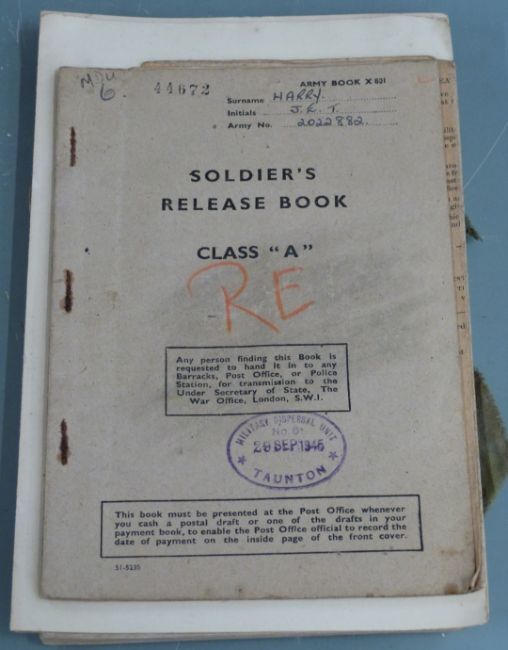 MDU
6
44672
ARMY BOOK X 801
Surname HARRY.
Initials J. R. T.
Army No. 2022882.
SOLDIER'S
RELEASE BOOK
CLASS "A"
RE
Any person finding this Book is
requested to hand it in to any
Barracks, Post Office, or Police
Station, for transmission to the
Under Secretary of State, The
War Office, London, S.W.I.
MILITARY DISPERSAL UNIT
No. 6
TAUNTON
This book must be presented at the Post Office whenever
you cash a postal draft or one of the drafts in your
payment book, to enable the Post Office official to record the
date of payment on the inside page of the front cover.
51-5235